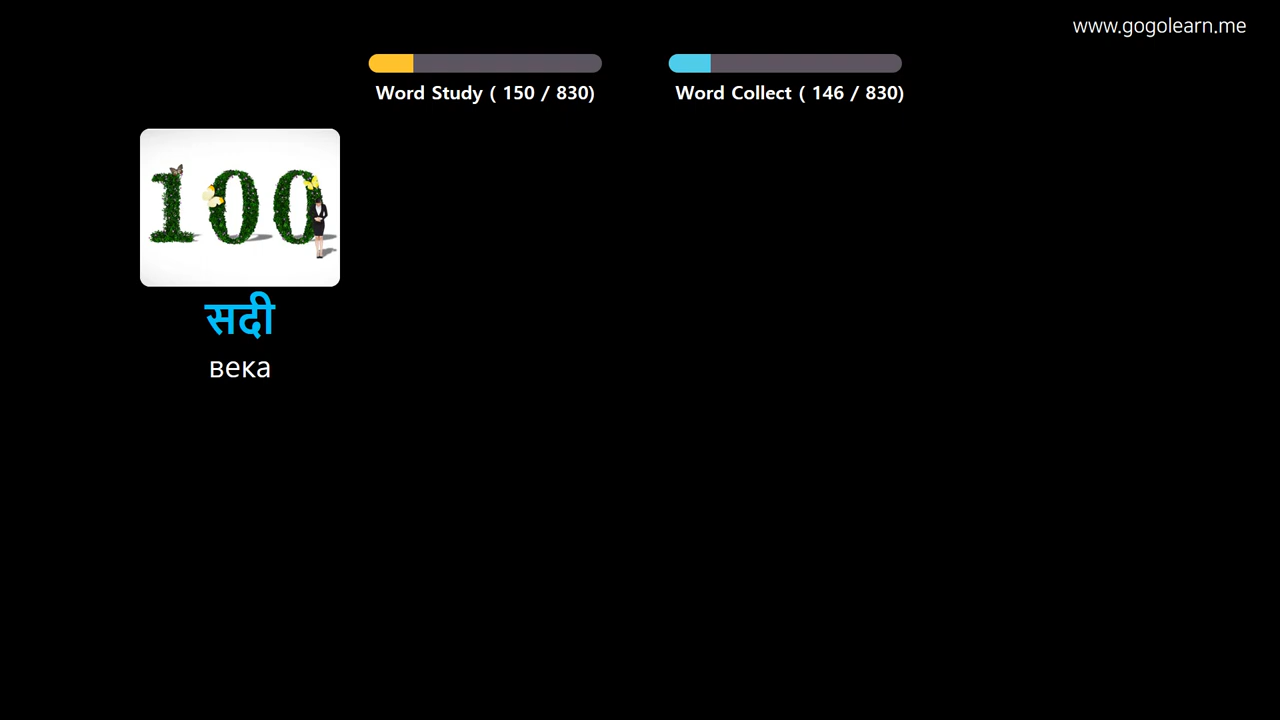 www.gogolearn.me
Word Study ( 150 / 830)
Word Collect ( 146 / 830)
100
सदी
века